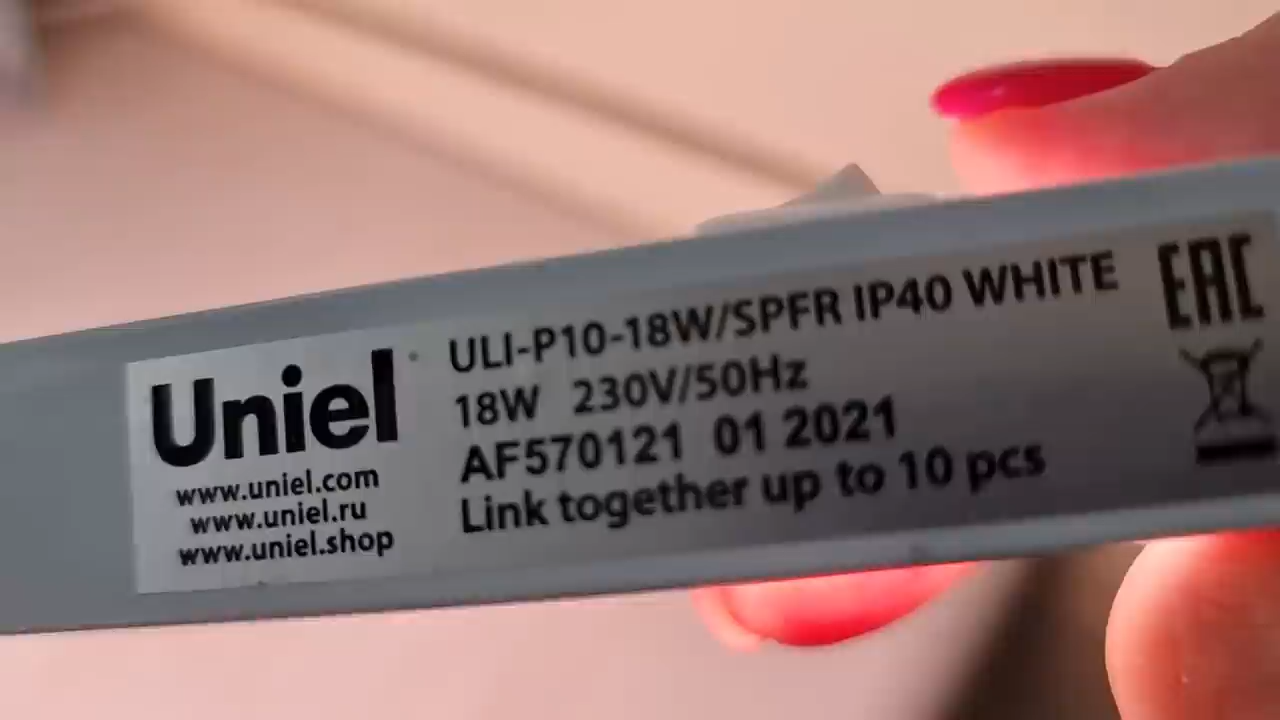 Uniel
www.uniel.com
www.uniel.ru
www.uniel.shop
ULI-P10-18W/SPFR IP40 WHITE
18W 230V/50Hz
AF570121 01 2021
Link together up to 10 pcs
EAC